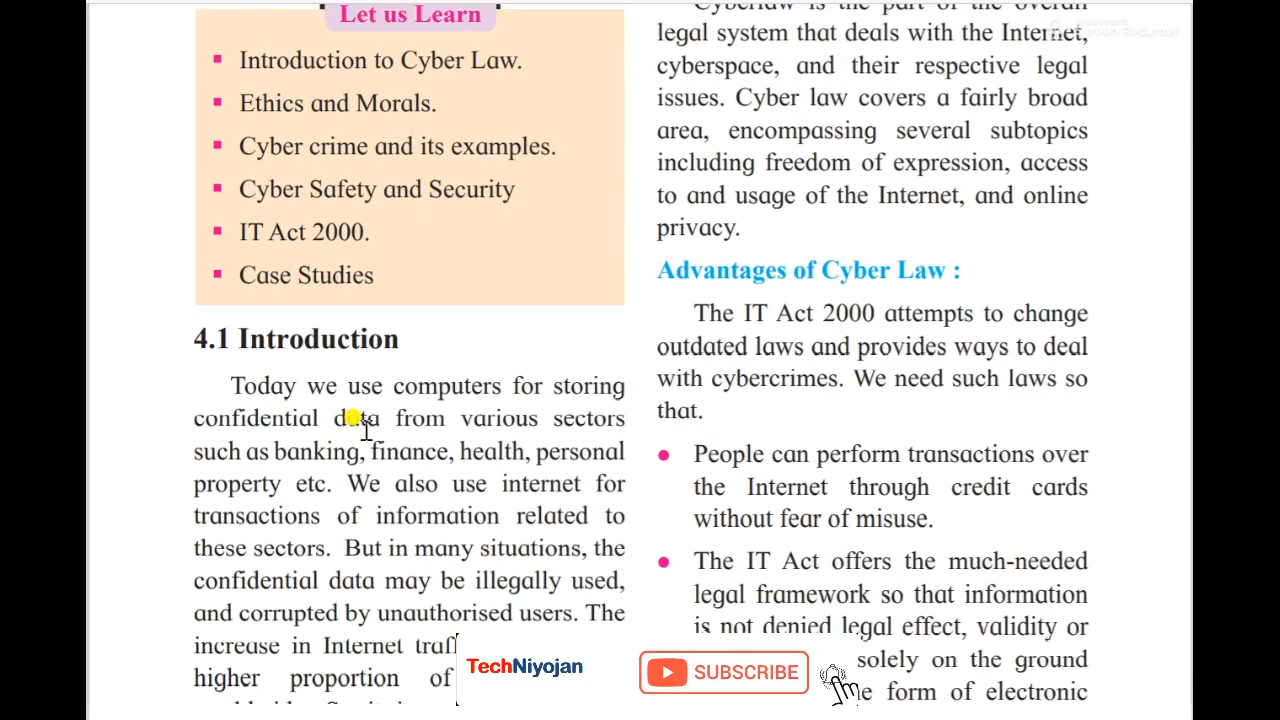 Let us Learn
Introduction to Cyber Law.
Ethics and Morals.
Cyber crime and its examples.
Cyber Safety and Security
IT Act 2000.
Case Studies
4.1 Introduction
Today we use computers for storing
confidential data from various sectors
such as banking, finance, health, personal
property etc. We also use internet for
transactions of information related to
these sectors. But in many situations, the
confidential data may be illegally used,
and corrupted by unauthorised users. The
increase in Internet
higher proportion of
Cyberlaw is the part of the overall
legal system that deals with the Internet,
cyberspace, and their respective legal
issues. Cyber law covers a fairly broad
area, encompassing several subtopics
including freedom of expression, access
to and usage of the Internet, and online
privacy.
Advantages of Cyber Law :
The IT Act 2000 attempts to change
outdated laws and provides ways to deal
with cybercrimes. We need such laws so
that.
People can perform transactions over
the Internet through credit cards
without fear of misuse.
The IT Act offers the much-needed
legal framework so that information
is not denied legal effect, validity or
solely on the ground
form of electronic
TechNiyojan
SUBSCRIBE